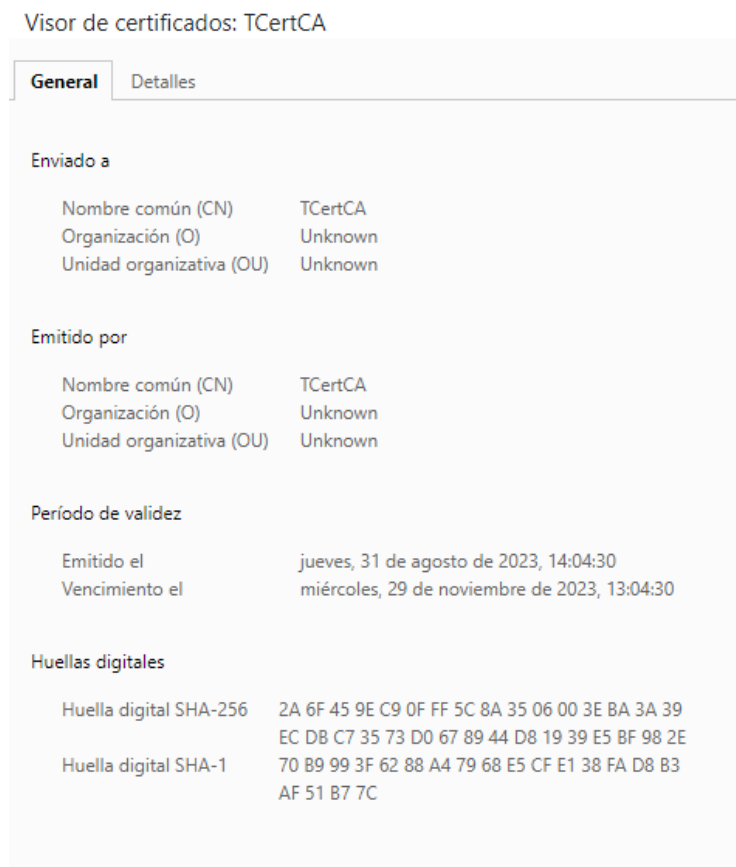 Visor de certificados: TCertCA
General Detalles
Enviado a
Nombre común (CN) TCertCA
Organización (O) Unknown
Unidad organizativa (OU) Unknown
Emitido por
Nombre común (CN) TCertCA
Organización (O) Unknown
Unidad organizativa (OU) Unknown
Período de validez
Emitido el jueves, 31 de agosto de 2023, 14:04:30
Vencimiento el miércoles, 29 de noviembre de 2023, 13:04:30
Huellas digitales
Huella digital SHA-256 2A 6F 45 9E C9 0F FF 5C 8A 35 06 00 3E BA 3A 39
EC DB C7 35 73 D0 67 89 44 D8 19 39 E5 BF 98 2E
Huella digital SHA-1 70 B9 99 3F 62 88 A4 79 68 E5 CF E1 38 FA D8 B3
AF 51 B7 7C